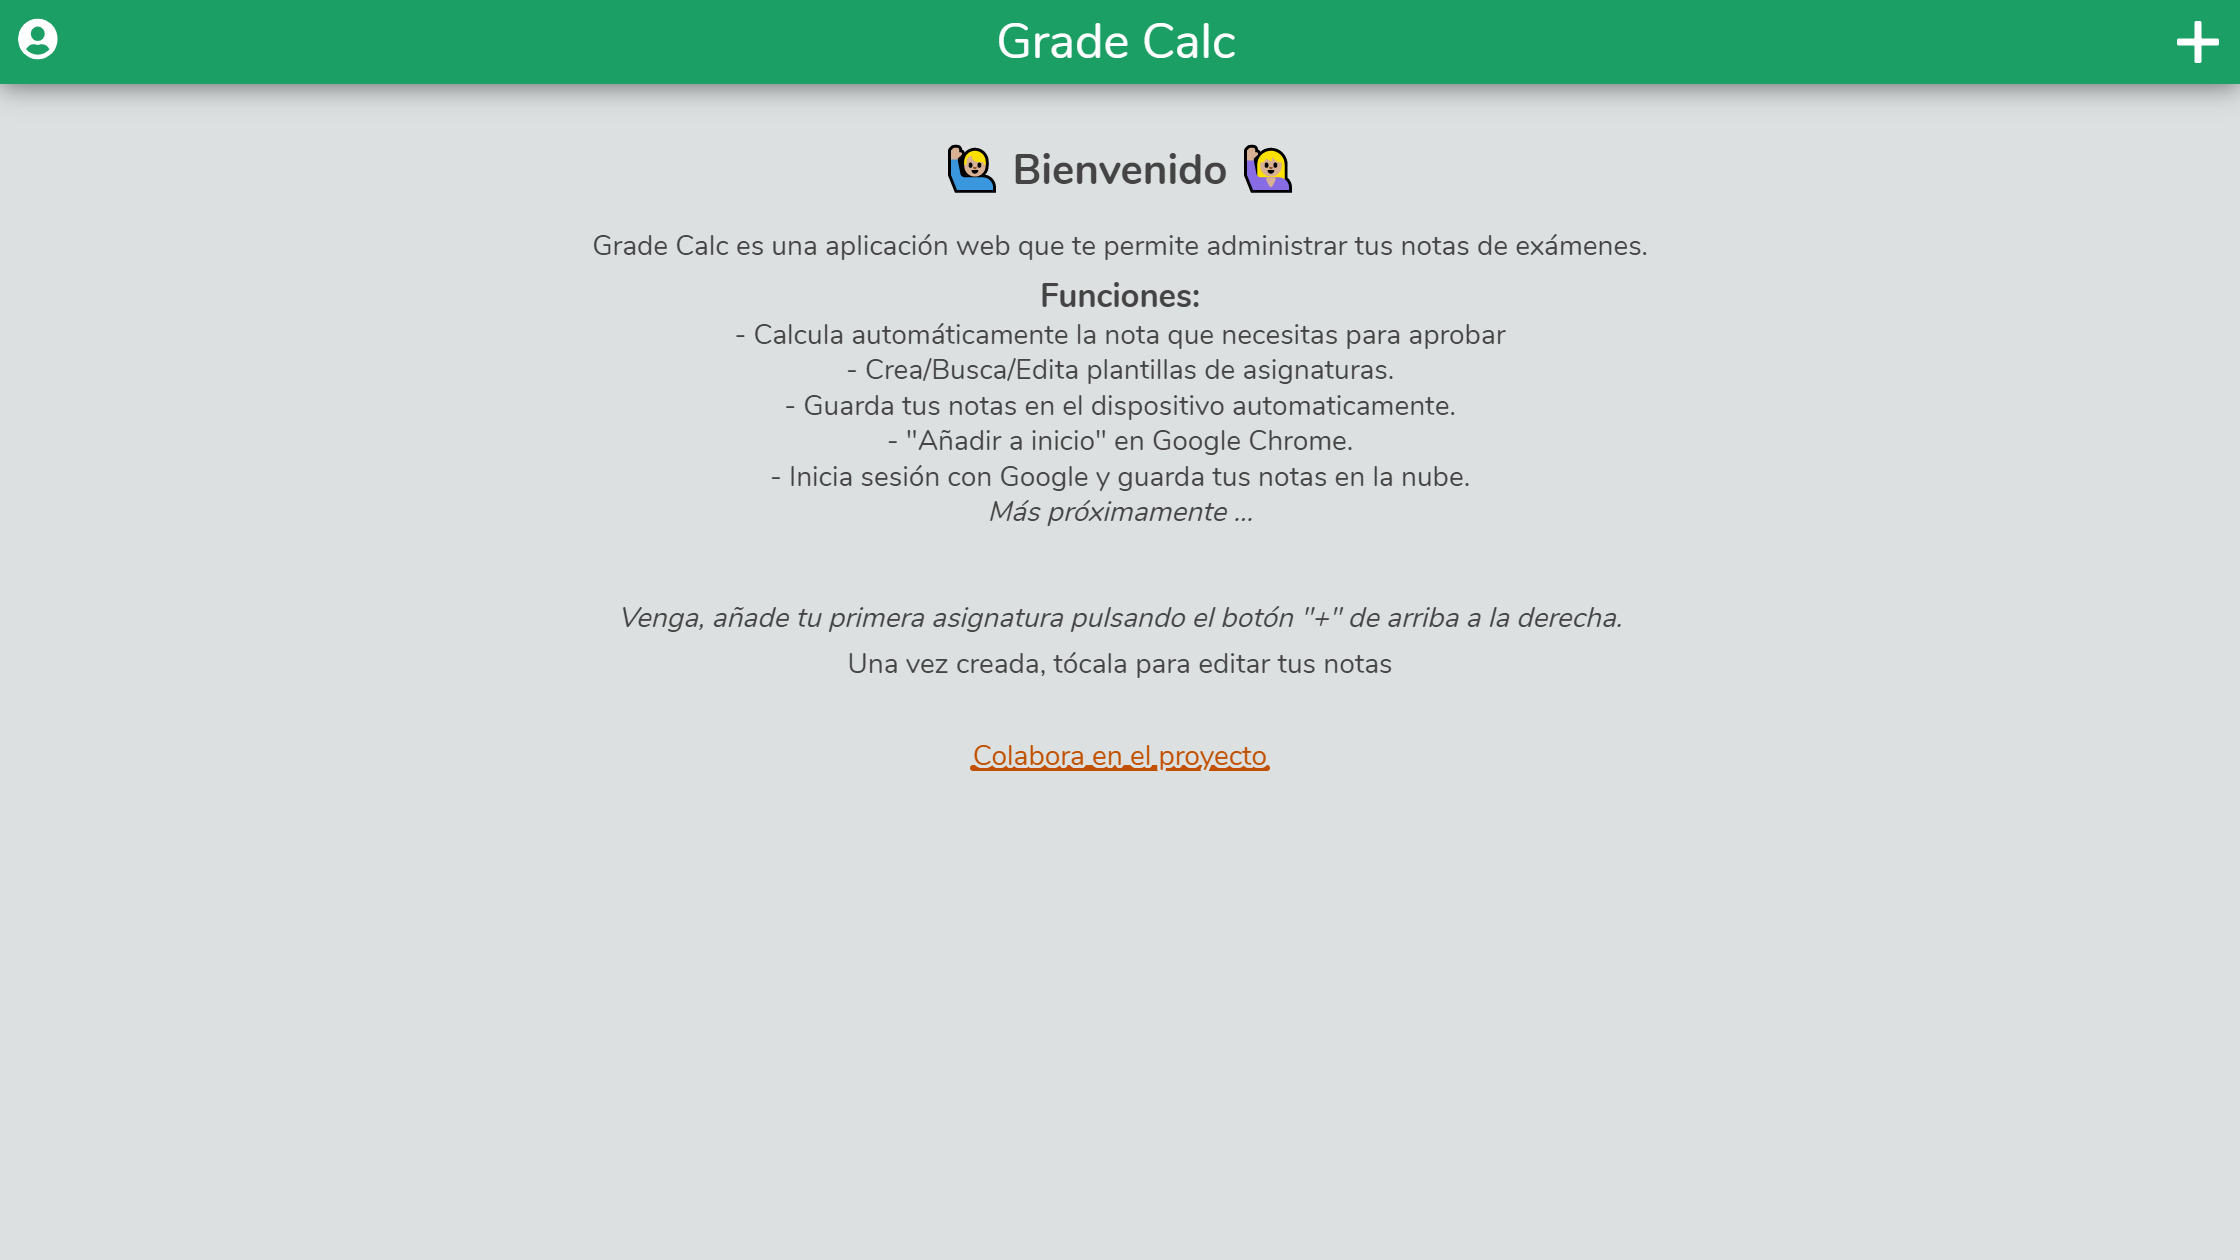 Grade Calc
Bienvenido
Grade Calc es una aplicación web que te permite administrar tus notas de exámenes.
Funciones:
- Calcula automáticamente la nota que necesitas para aprobar
- Crea/Busca/Edita plantillas de asignaturas.
- Guarda tus notas en el dispositivo automaticamente.
- "Añadir a inicio" en Google Chrome.
- Inicia sesión con Google y guarda tus notas en la nube.
Más próximamente ...
Venga, añade tu primera asignatura pulsando el botón "+" de arriba a la derecha.
Una vez creada, tócala para editar tus notas
Colabora en el proyecto